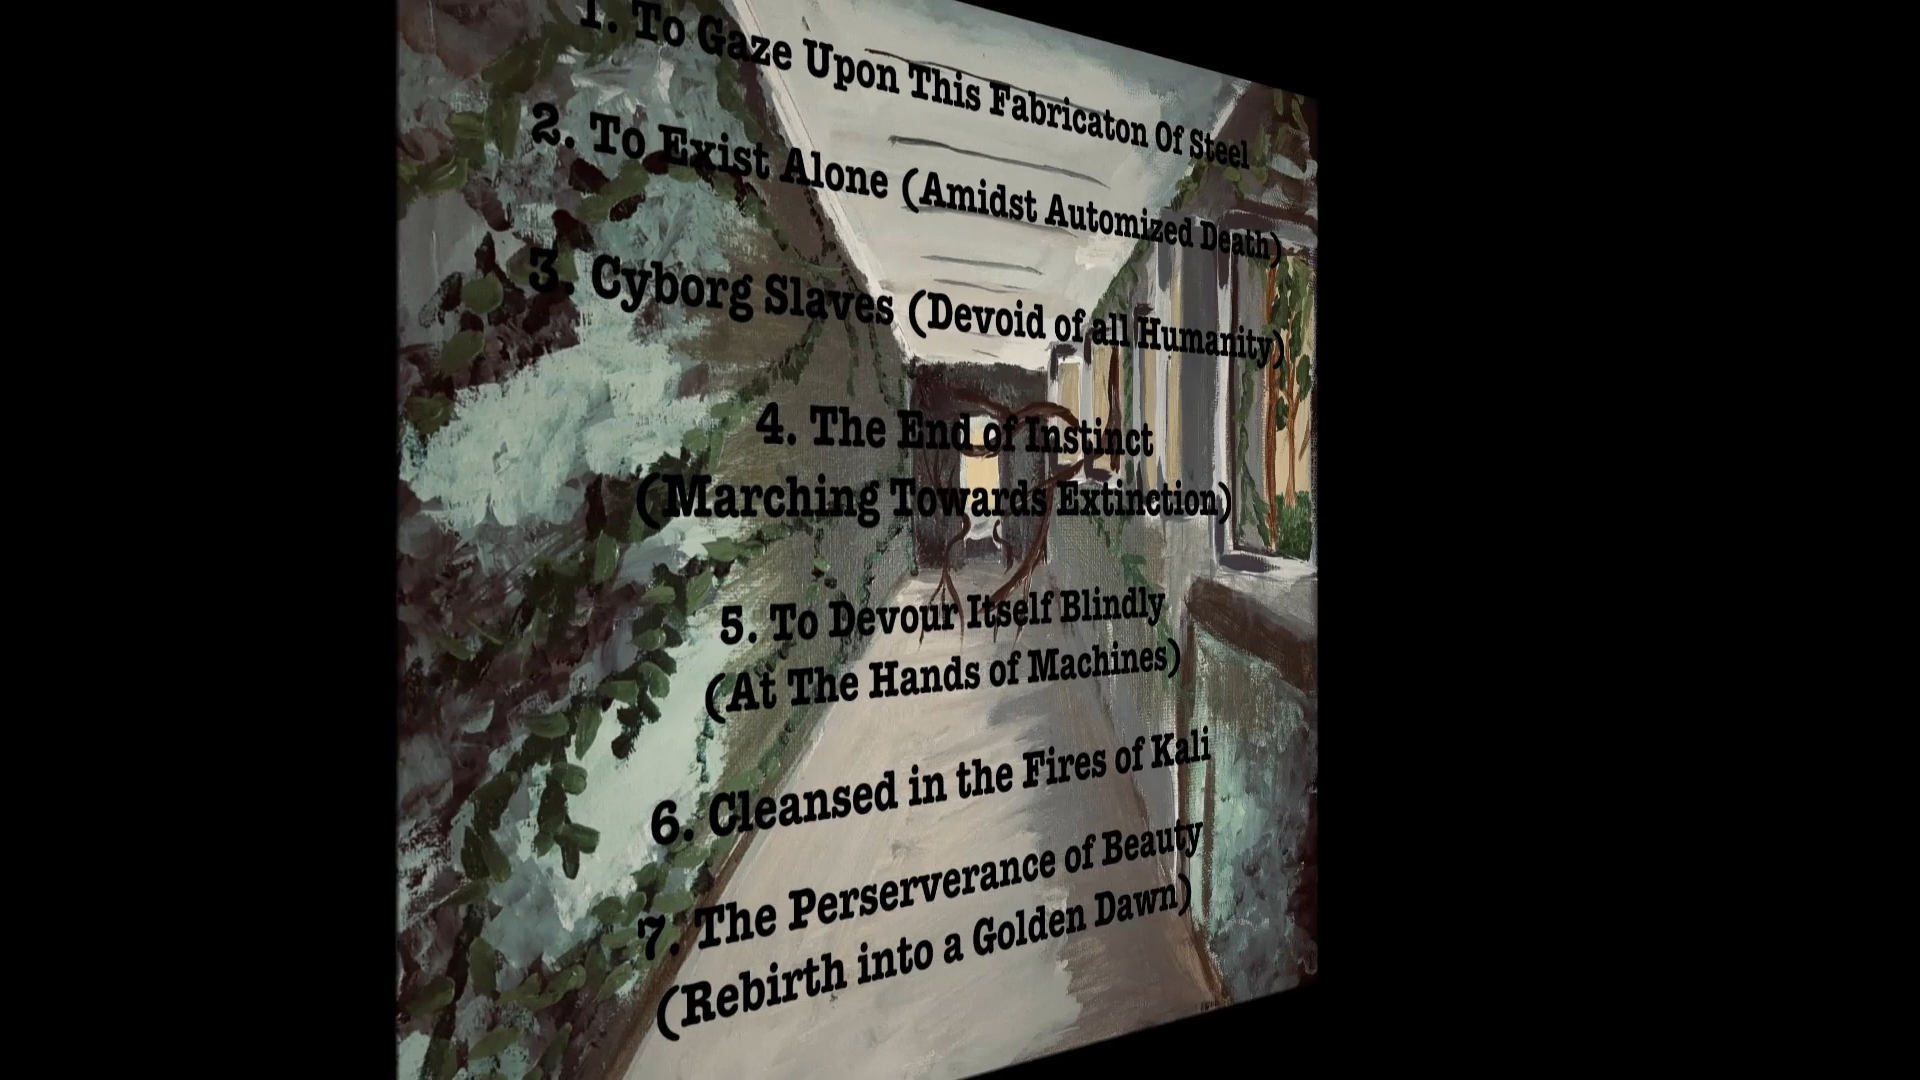 1. To Gaze Upon This Fabricaton Of Steel
2. To Exist Alone (Amidst Automized Death)
3. Cyborg Slaves (Devoid of all Humanity)
4. The End of Instinct
(Marching Towards Extinction)
5. To Devour Itself Blindly
(At The Hands of Machines)
6. Cleansed in the Fires of Kali
7. The Perserverance of Beauty
(Rebirth into a Golden Dawn)